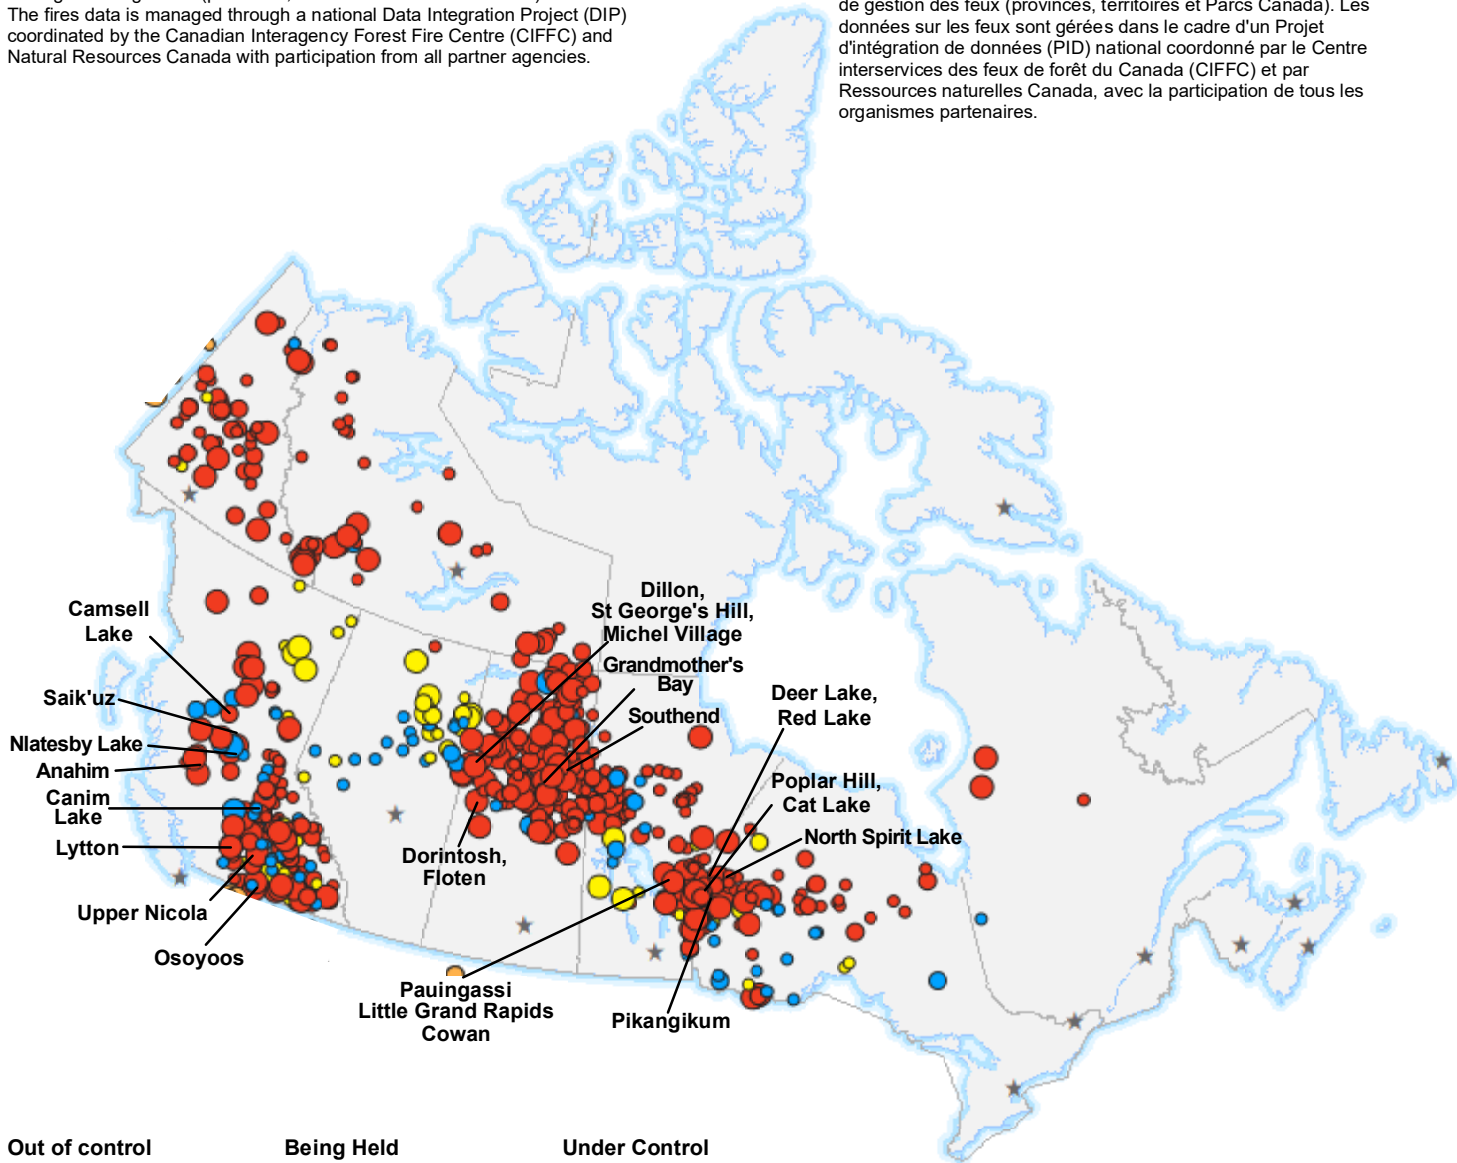 The fires data is managed through a national Data Integration Project (DIP)
coordinated by the Canadian Interagency Forest Fire Centre (CIFFC) and
Natural Resources Canada with participation from all partner agencies.
de gestion des feux (provinces, territoires et Parcs Canada). Les
données sur les feux sont gérées dans le cadre d'un Projet
d'intégration de données (PID) national coordonné par le Centre
interservices des feux de forêt du Canada (CIFFC) et par
Ressources naturelles Canada, avec la participation de tous les
organismes partenaires.
Dillon,
St George's Hill,
Michel Village
Camsell
Lake
Grandmother's
Bay
Saik'uz
Southend
Deer Lake,
Red Lake
Nlatesby Lake
Anahim
Poplar Hill,
Cat Lake
Canim
Lake
North Spirit Lake
Lytton
Dorintosh,
Floten
Upper Nicola
Osoyoos
Pauingassi
Little Grand Rapids
Cowan
Pikangikum
Out of control
Being Held
Under Control